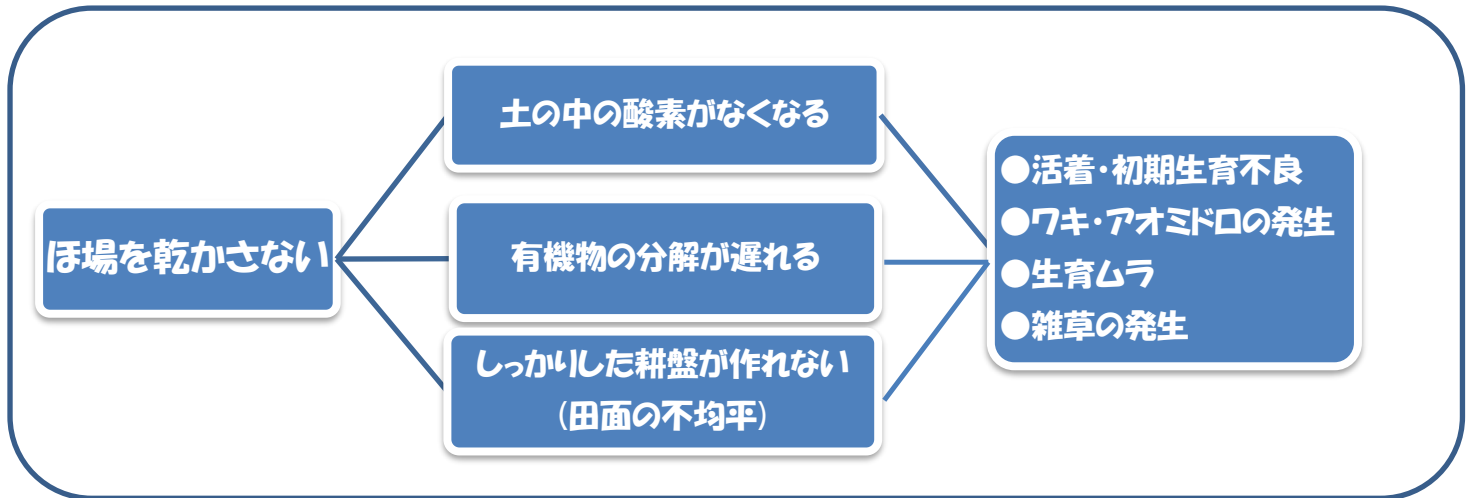 ほ場を乾かさない
土の中の酸素がなくなる
有機物の分解が遅れる
しっかりした耕盤が作れない
(田面の不均平)
●活着・初期生育不良
●ワキ・アオミドロの発生
●生育ムラ
●雑草の発生